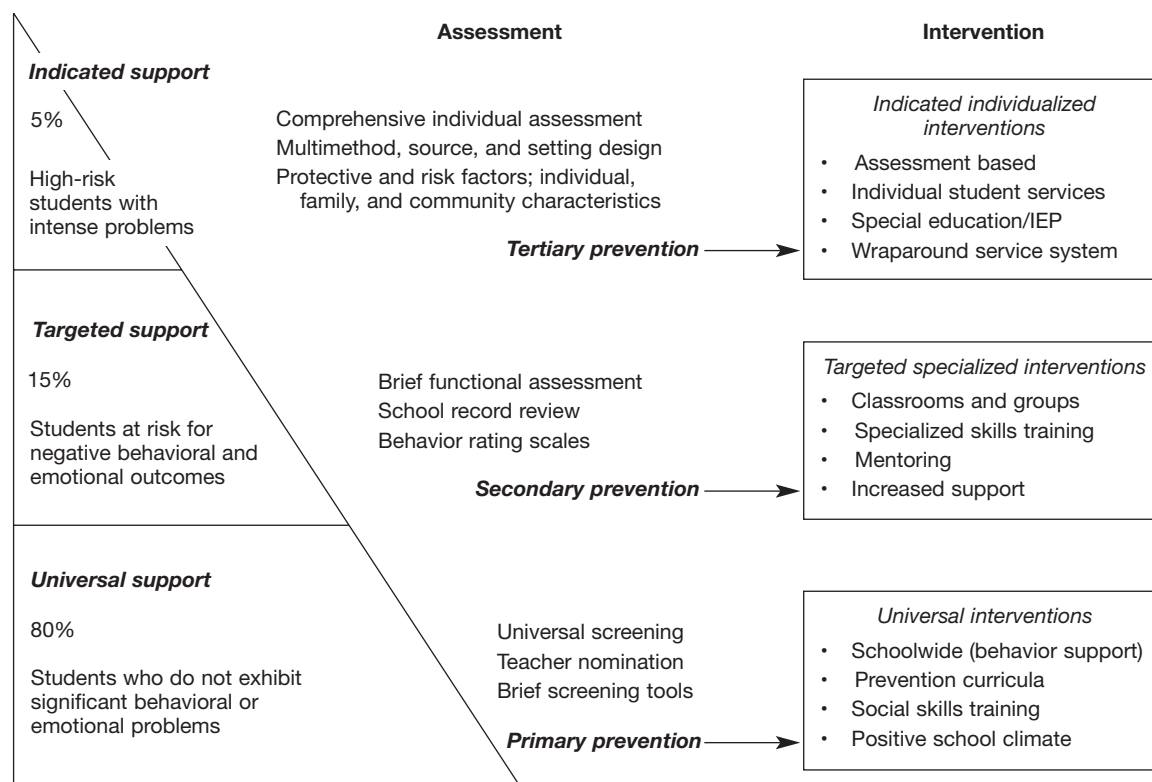 Assessment
Intervention
Indicated support
5%
High-risk
students with
intense problems
Comprehensive individual assessment
Multimethod, source, and setting design
Protective and risk factors; individual,
family, and community characteristics
Tertiary prevention
Indicated individualized
interventions
• Assessment based
• Individual student services
• Special education/IEP
• Wraparound service system
Targeted support
15%
Students at risk for
negative behavioral and
emotional outcomes
Brief functional assessment
School record review
Behavior rating scales
Secondary prevention
Targeted specialized interventions
• Classrooms and groups
• Specialized skills training
• Mentoring
• Increased support
Universal support
80%
Students who do not exhibit
significant behavioral or
emotional problems
Universal screening
Teacher nomination
Brief screening tools
Primary prevention
Universal interventions
• Schoolwide (behavior support)
• Prevention curricula
• Social skills training
• Positive school climate